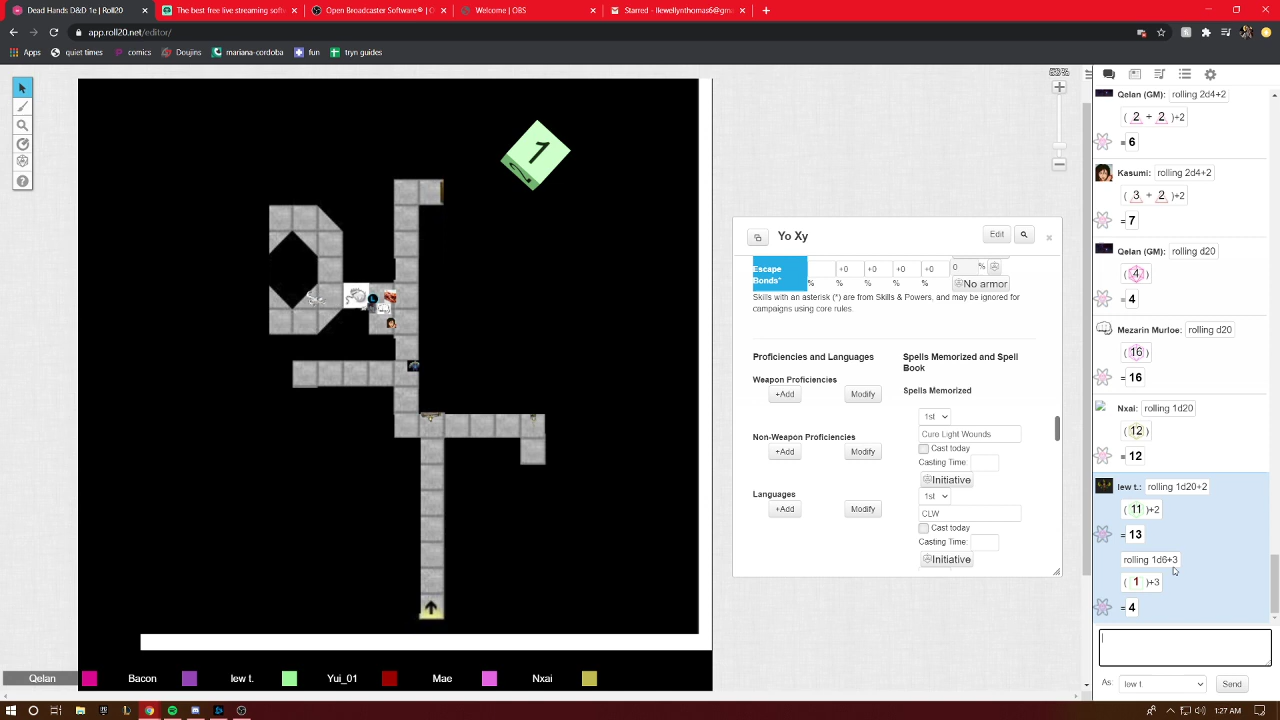 Dead Hands D&D 1e | Roll20
The best free live streaming softw
Open Broadcaster Software® | O
Welcome | OBS
Starred - llewellynthomas6@gm
app.roll20.net/editor/
Apps
quiet times
comics
Doujins
mariana-cordoba
fun
tryn guides
Qelan (GM): rolling 2d4+2
( 2 + 2 )+2
= 6
Kasumi: rolling 2d4+2
( 3 + 2 )+2
= 7
Qelan (GM): rolling d20
( 4 )
= 4
Mezarin Murloe: rolling d20
( 16 )
= 16
Nxai: rolling 1d20
( 12 )
= 12
lew t.: rolling 1d20+2
( 11 )+2
= 13
rolling 1d6+3
( 1 )+3
= 4
As: lew t
Send
1
L
Yo Xy
Edit
Escape
Bonds*
+0 +0 +0 +0 0 %
% % % % %
No armor
Skills with an asterisk (*) are from Skills & Powers, and may be ignored for
campaigns using core rules.
Proficiencies and Languages
Weapon Proficiencies
+Add Modify
Non-Weapon Proficiencies
+Add Modify
Languages
+Add Modify
Spells Memorized and Spell
Book
Spells Memorized
1st
Cure Light Wounds
Cast today
Casting Time
Initiative
1st
CLW
Cast today
Casting Time:
Initiative
Qelan
Bacon
lew t.
Yui_01
Mae
Nxai
1:27 AM